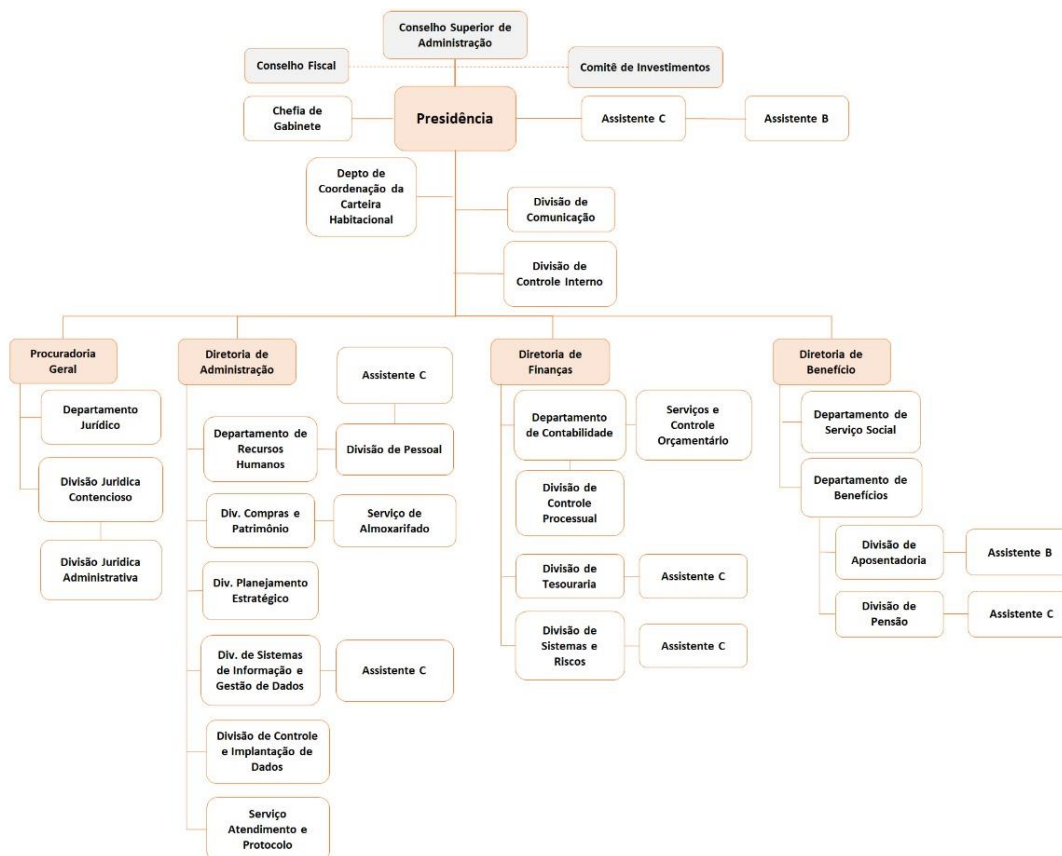 Conselho Superior de
Administração
Conselho Fiscal
Comitê de Investimentos
Chefia de
Gabinete
Presidência
Assistente C
Assistente B
Depto de
Coordenação da
Carteira
Habitacional
Divisão de
Comunicação
Divisão de
Controle Interno
Procuradoria
Geral
Departamento
Jurídico
Divisão Juridica
Contencioso
Divisão Juridica
Administrativa
Diretoria de
Administração
Assistente C
Departamento de
Recursos
Humanos
Divisão de Pessoal
Div. Compras e
Patrimônio
Serviço de
Almoxarifado
Div. Planejamento
Estratégico
Div. de Sistemas
de Informação e
Gestão de Dados
Assistente C
Divisão de Controle
e Implantação de
Dados
Serviço
Atendimento e
Protocolo
Diretoria de
Finanças
Departamento
de Contabilidade
Serviços e
Controle
Orçamentário
Divisão de
Controle
Processual
Divisão de
Tesouraria
Assistente C
Divisão de
Sistemas e
Riscos
Assistente C
Diretoria de
Benefício
Departamento de
Serviço Social
Departamento de
Benefícios
Divisão de
Aposentadoria
Assistente B
Divisão de
Pensão
Assistente C